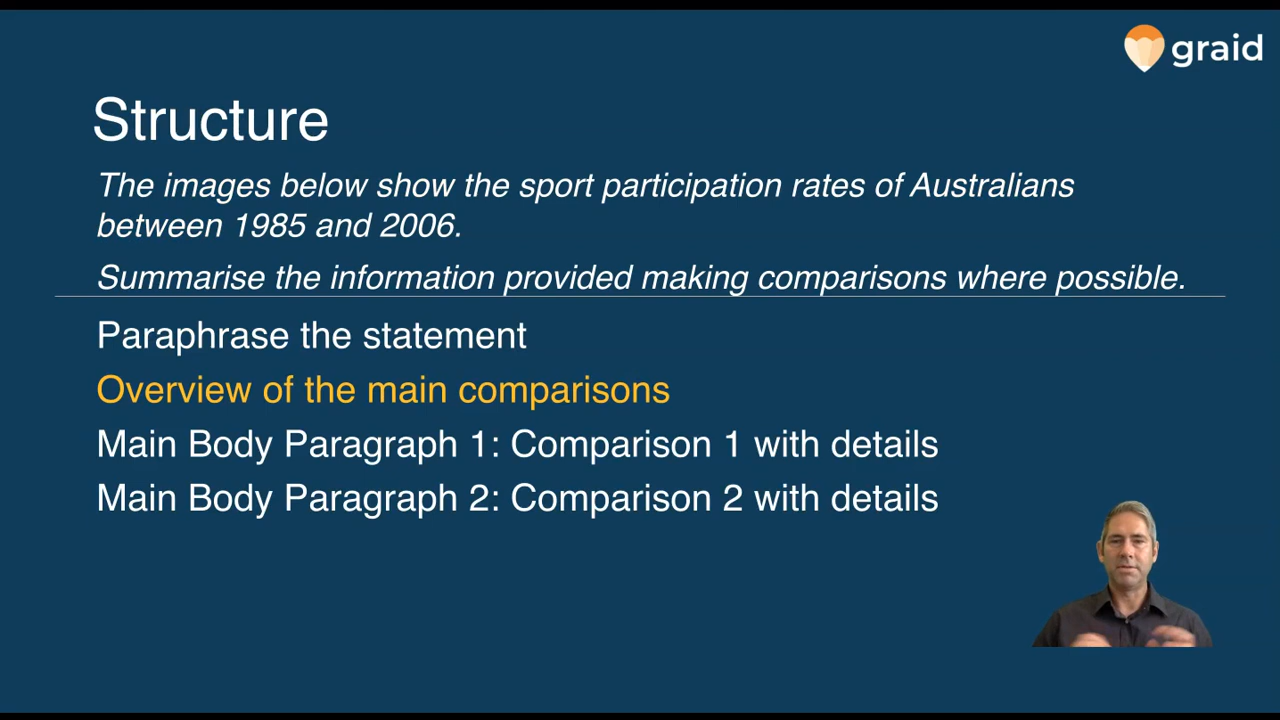 graid
Structure
The images below show the sport participation rates of Australians
between 1985 and 2006.
Summarise the information provided making comparisons where possible.
Paraphrase the statement
Overview of the main comparisons
Main Body Paragraph 1: Comparison 1 with details
Main Body Paragraph 2: Comparison 2 with details